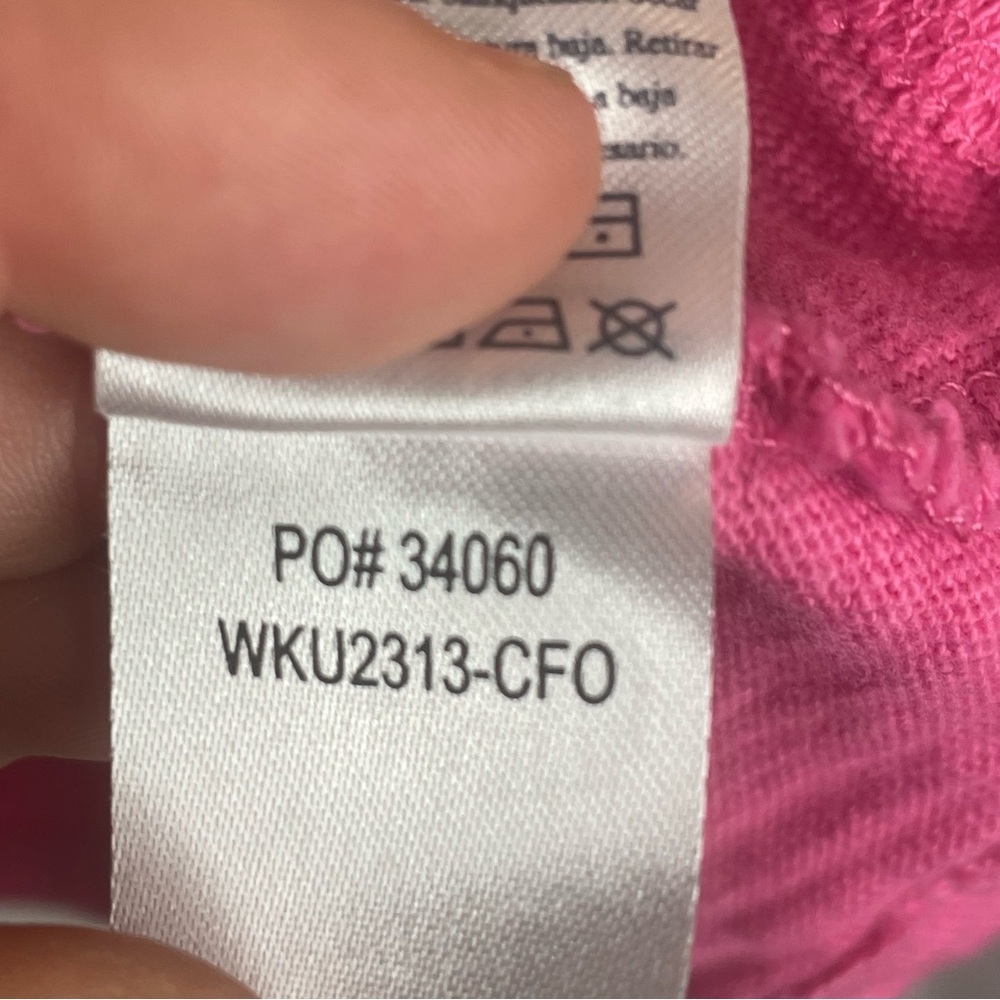 baja. Retirar
baja
PO# 34060
WKU2313-CFO